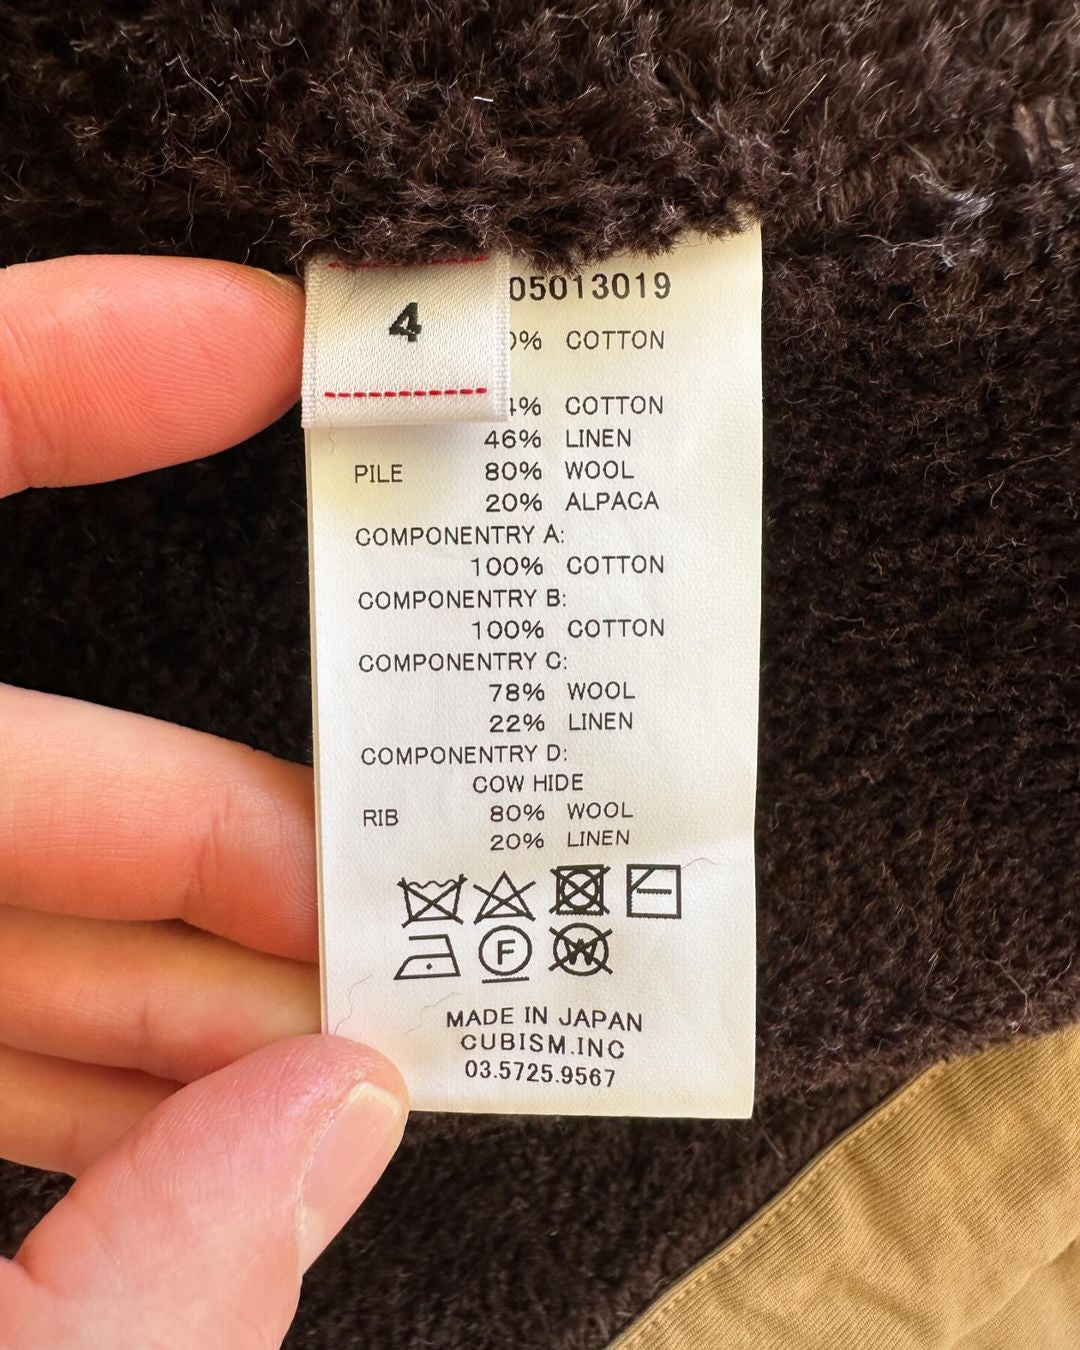 4
05013019
0% COTTON
4% COTTON
46% LINEN
PILE 80% WOOL
20% ALPACA
COMPONENTRY A:
100% COTTON
COMPONENTRY B:
100% COTTON
COMPONENTRY C:
78% WOOL
22% LINEN
COMPONENTRY D:
COW HIDE
RIB 80% WOOL
20% LINEN
F W
MADE IN JAPAN
CUBISM.INC
03.5725.9567